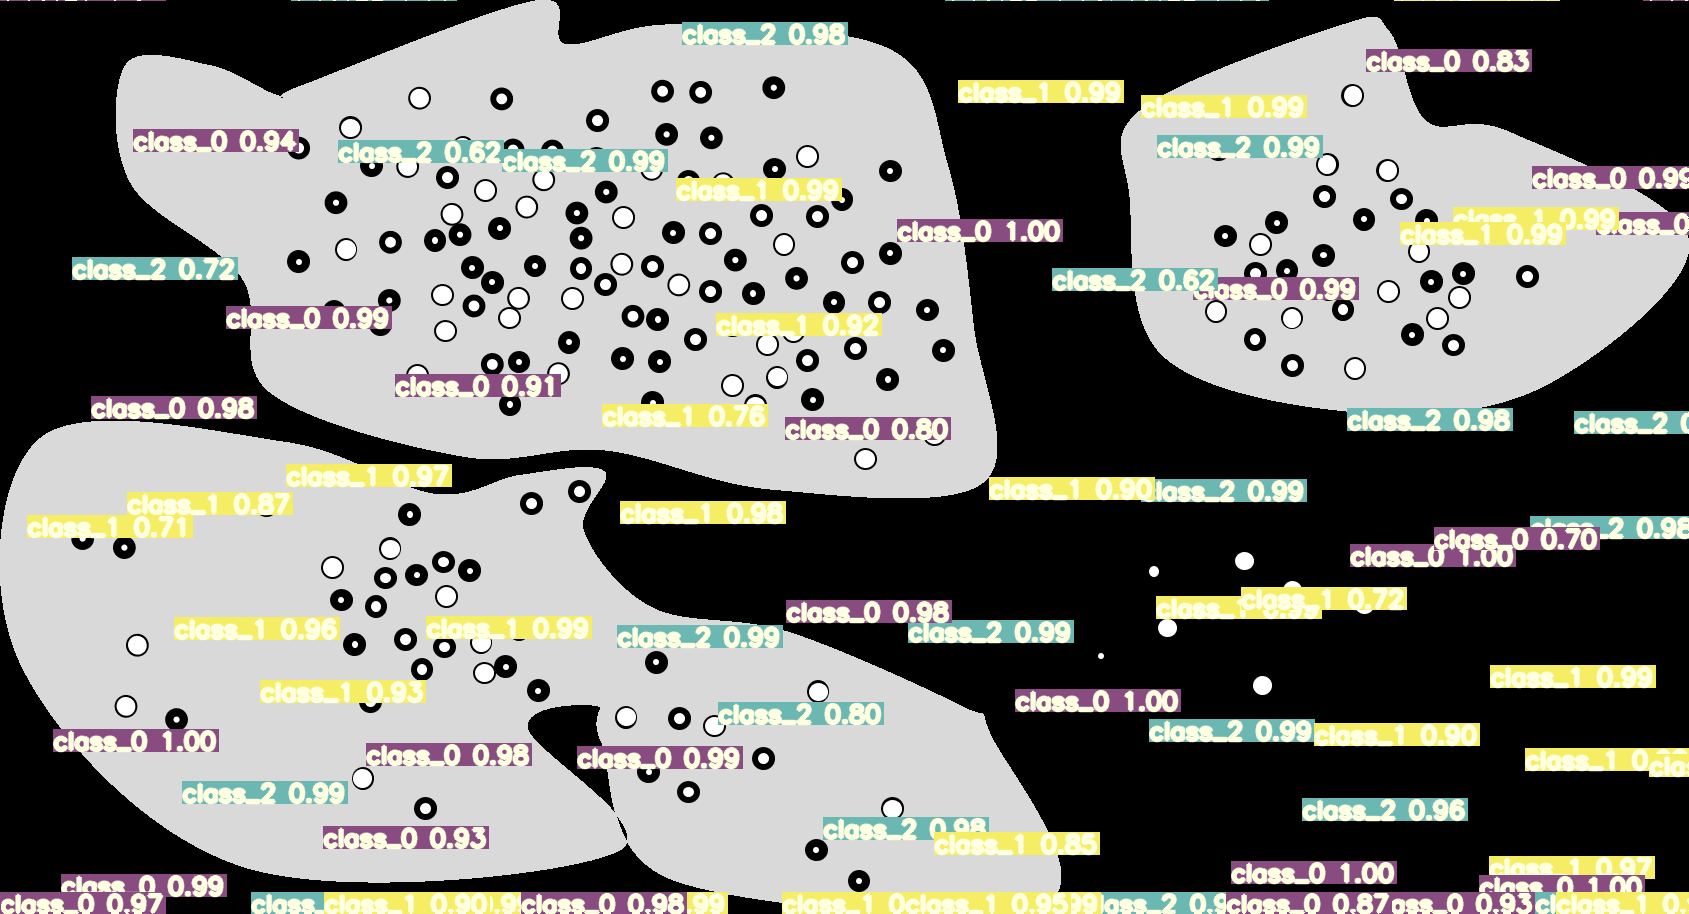 class_2 0.98
class_0 0.83
class_1 0.99
class_1 0.99
class_0 0.94
class_2 0.62
class_2 0.99
class_2 0.99
class_1 0.99
class_0 0.99
class_1 0.99
class_0
class_0 1.00
class_1 0.99
class_2 0.72
class_2 0.62
class_0 0.99
class_0 0.99
class_1 0.92
class_0 0.91
class_0 0.98
class_1 0.76
class_0 0.80
class_2 0.98
class_2
class_1 0.97
class_1 0.87
class_1 0.90
class_2 0.99
class_1 0.71
class_1 0.98
class_2 0.98
class_0 0.70
class_0 1.00
class_1 0.72
class_0 0.98
class_1 0.96
class_1 0.99
class_2 0.99
class_2 0.99
class_1 0.93
class_1 0.99
class_0 1.00
class_2 0.80
class_0 1.00
class_2 0.99
class_1 0.90
class_0 0.98
class_0 0.99
class_1
class_2 0.99
class_2 0.96
class_0 0.93
class_2 0.98
class_1 0.85
class_0 1.00
class_1 0.97
class_0 0.99
class_0 1.00
class_0 0.97
class_1 0.90
class_0 0.98
class_1
class_1 0.95
class_0 0.87
class_1